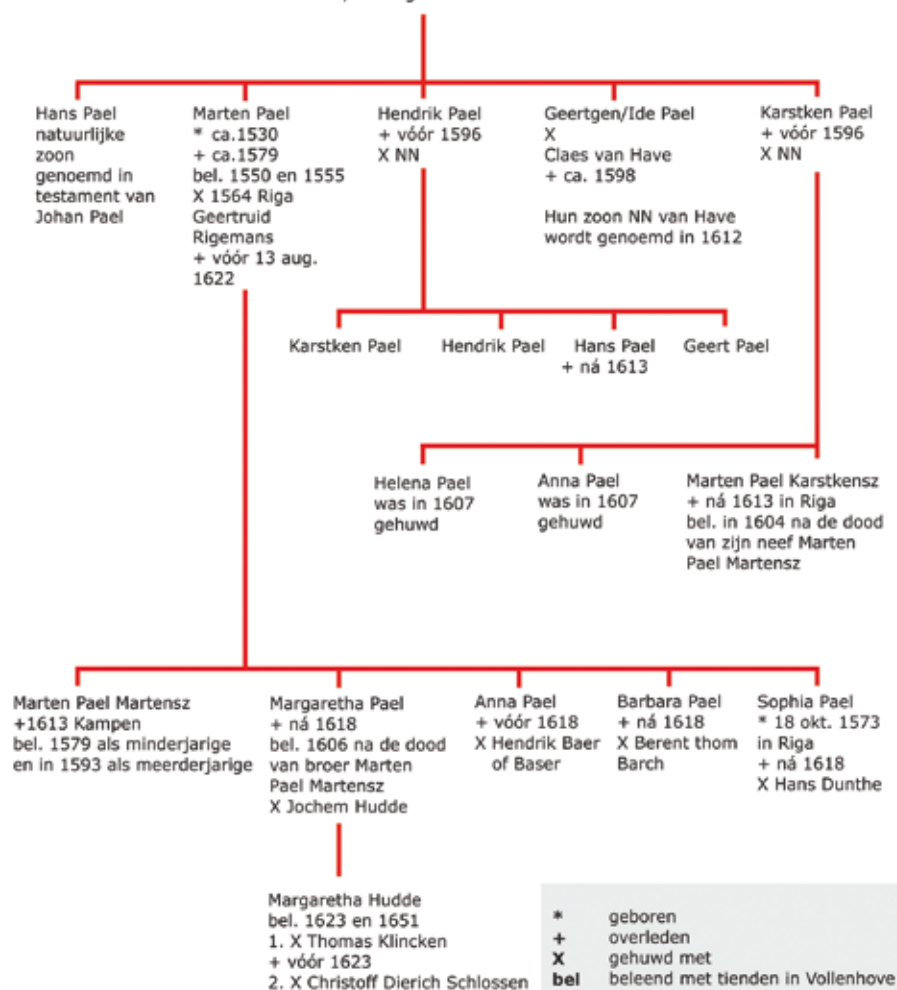 Hans Pael
natuurlijke
zoon
genoemd in
testament van
Johan Pael
Marten Pael
* ca.1530
+ ca.1579
bel. 1550 en 1555
X 1564 Riga
Geertruid
Rigemans
+ vóór 13 aug.
1622
Hendrik Pael
+ vóór 1596
X NN
Geertgen/Ide Pael
X
Claes van Have
+ ca. 1598
Hun zoon NN van Have
wordt genoemd in 1612
Karstken Pael
+ vóór 1596
X NN
Karstken Pael
Hendrik Pael
Hans Pael
+ ná 1613
Geert Pael
Helena Pael
was in 1607
gehuwd
Anna Pael
was in 1607
gehuwd
Marten Pael Karstkensz
+ ná 1613 in Riga
bel. in 1604 na de dood
van zijn neef Marten
Pael Martensz
Marten Pael Martensz
+1613 Kampen
bel. 1579 als minderjarige
en in 1593 als meerderjarige
Margaretha Pael
+ ná 1618
bel. 1606 na de dood
van broer Marten
Pael Martensz
X Jochem Hudde
Anna Pael
+ vóór 1618
X Hendrik Baer
of Baser
Barbara Pael
+ ná 1618
X Berent thom
Barch
Sophia Pael
* 18 okt. 1573
in Riga
+ ná 1618
X Hans Dunthe
Margaretha Hudde
bel. 1623 en 1651
1. X Thomas Klincken
+ vóór 1623
2. X Christoff Dierich Schlossen
* geboren
+ overleden
X gehuwd met
bel beleend met tienden in Vollenhove